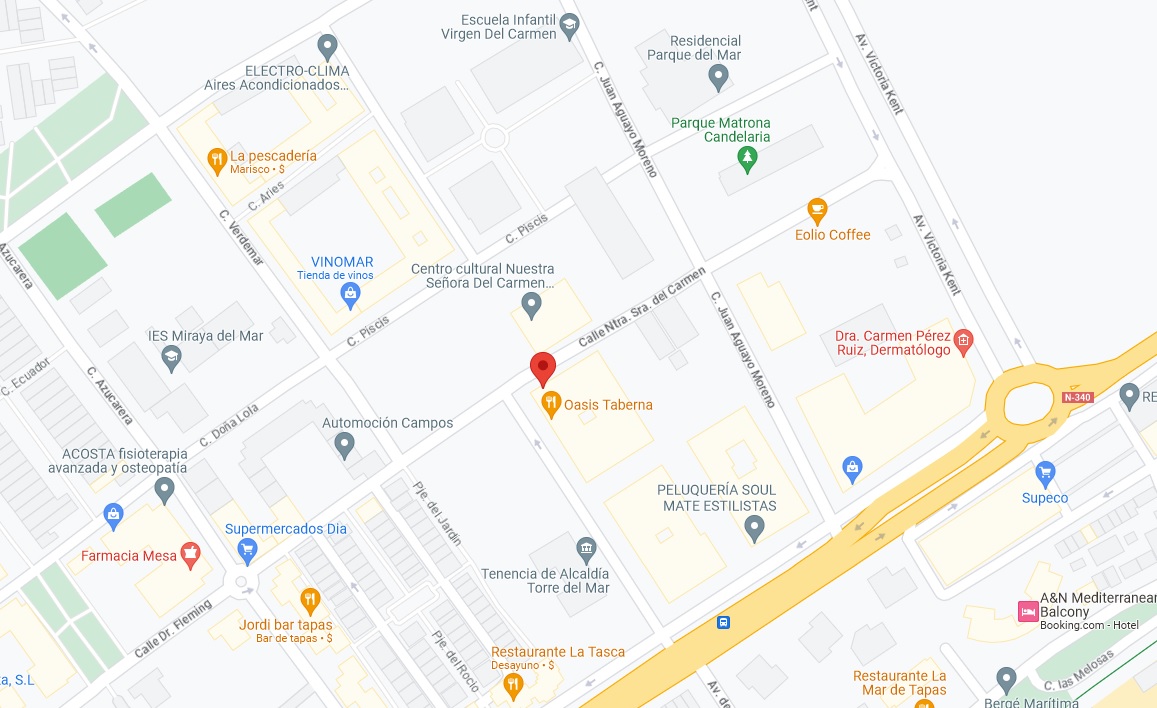 Escuela Infantil
Virgen Del Carmen
Residencial
Parque del Mar
Av. Victoria Kent
ELECTRO-CLIMA
Aires Acondicionados...
C. Juan Aguayo Moreno
Parque Matrona
Candelaria
La pescadería
Marisco • $
C. Aries
C. Verdemar
C. Piscis
Eolio Coffee
Av. Victoria Kent
Azucarera
VINOMAR
Tienda de vinos
Centro cultural Nuestra
Señora Del Carmen...
Calle Ntra. Sra. del Carmen
C. Juan Aguayo Moreno
C. Piscis
IES Miraya del Mar
Dra. Carmen Pérez
Ruiz, Dermatólogo
C. Ecuador
C. Azucarera
C. Doña Lola
Oasis Taberna
N-340
RE
Automoción Campos
ACOSTA fisioterapia
avanzada y osteopatía
Pje. del Jardín
PELUQUERÍA SOUL
MATE ESTILISTAS
Supeco
Supermercados Dia
Farmacia Mesa
Tenencia de Alcaldía
Torre del Mar
A&N Mediterranean
Balcony
Booking.com - Hotel
Jordi bar tapas
Bar de tapas • $
Calle Dr. Fleming
Pje. del Rocío
Restaurante La Tasca
Desayuno • $
ta, S.L
Av. de
Restaurante La
Mar de Tapas
C. las Melosas
Bergé Marítima